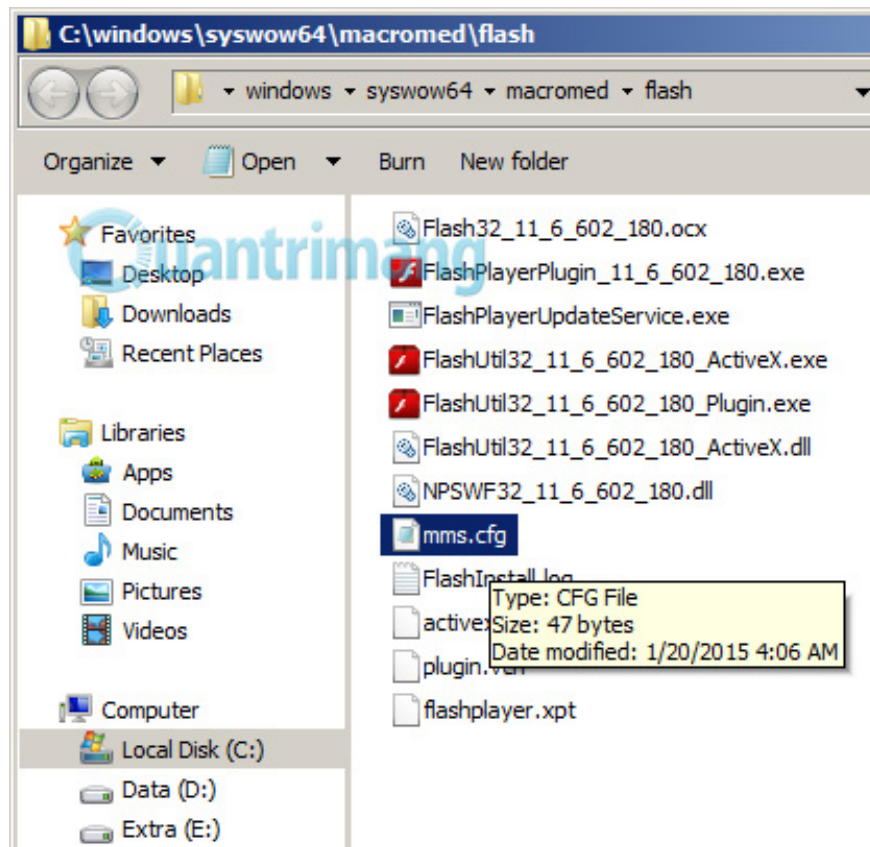 C:\windows\syswow64\macromed\flash
windows syswow64 macromed flash
Organize Open Burn New folder
Quantrimang
Favorites
Desktop
Downloads
Recent Places
Libraries
Apps
Documents
Music
Pictures
Videos
Computer
Local Disk (C:)
Data (D:)
Extra (E:)
Flash32_11_6_602_180.ocx
FlashPlayerPlugin_11_6_602_180.exe
FlashPlayerUpdateService.exe
FlashUtil32_11_6_602_180_ActiveX.exe
FlashUtil32_11_6_602_180_Plugin.exe
FlashUtil32_11_6_602_180_ActiveX.dll
NPSWF32_11_6_602_180.dll
mms.cfg
FlashInstall.log
Type: CFG File
Size: 47 bytes
Date modified: 1/20/2015 4:06 AM
flashplayer.xpt